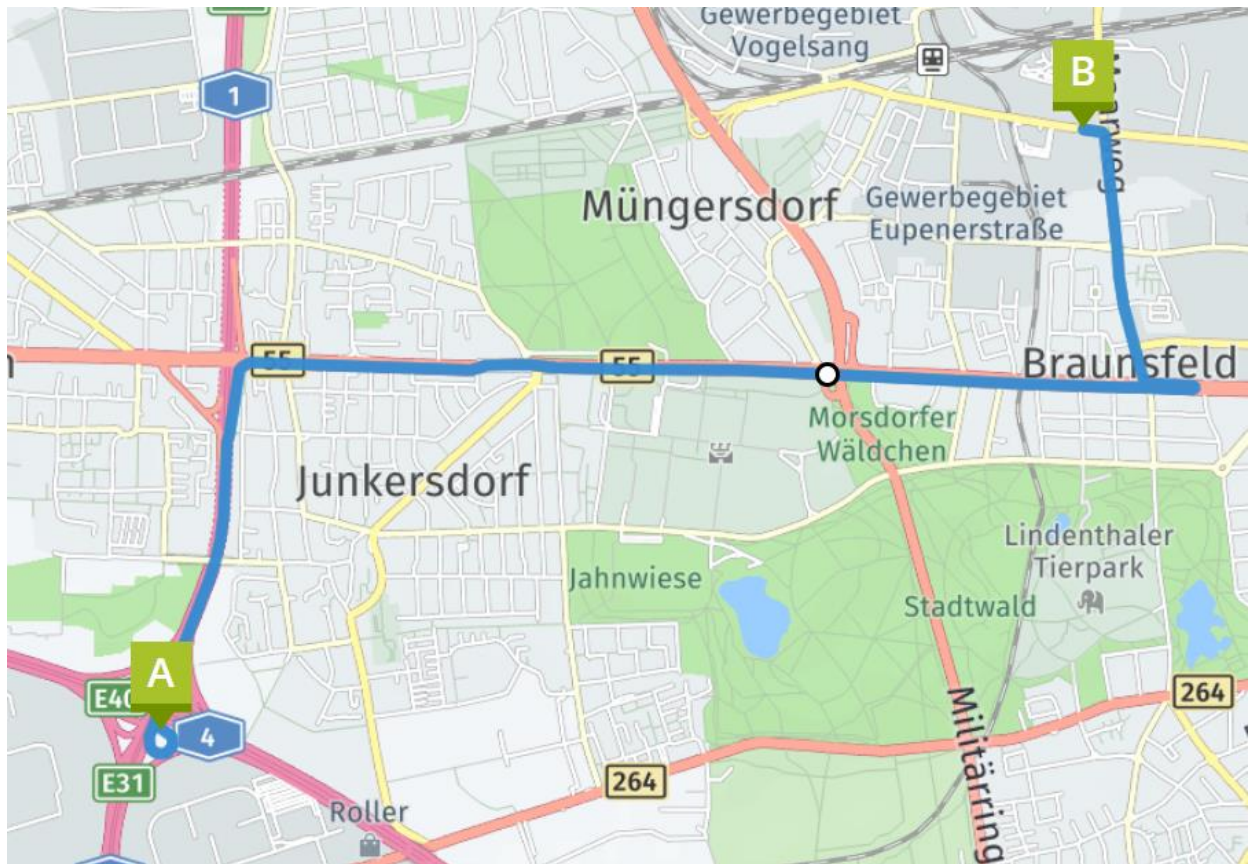 Gewerbegebiet
Vogelsang
1
B
Maarweg
Müngersdorf
Gewerbegebiet
Eupenerstraße
55
55
Braunsfeld
Morsdorfer
Wäldchen
Junkersdorf
Lindenthaler
Tierpark
Jahnwiese
Stadtwald
A
E40
4
E31
264
264
Militärring
Roller